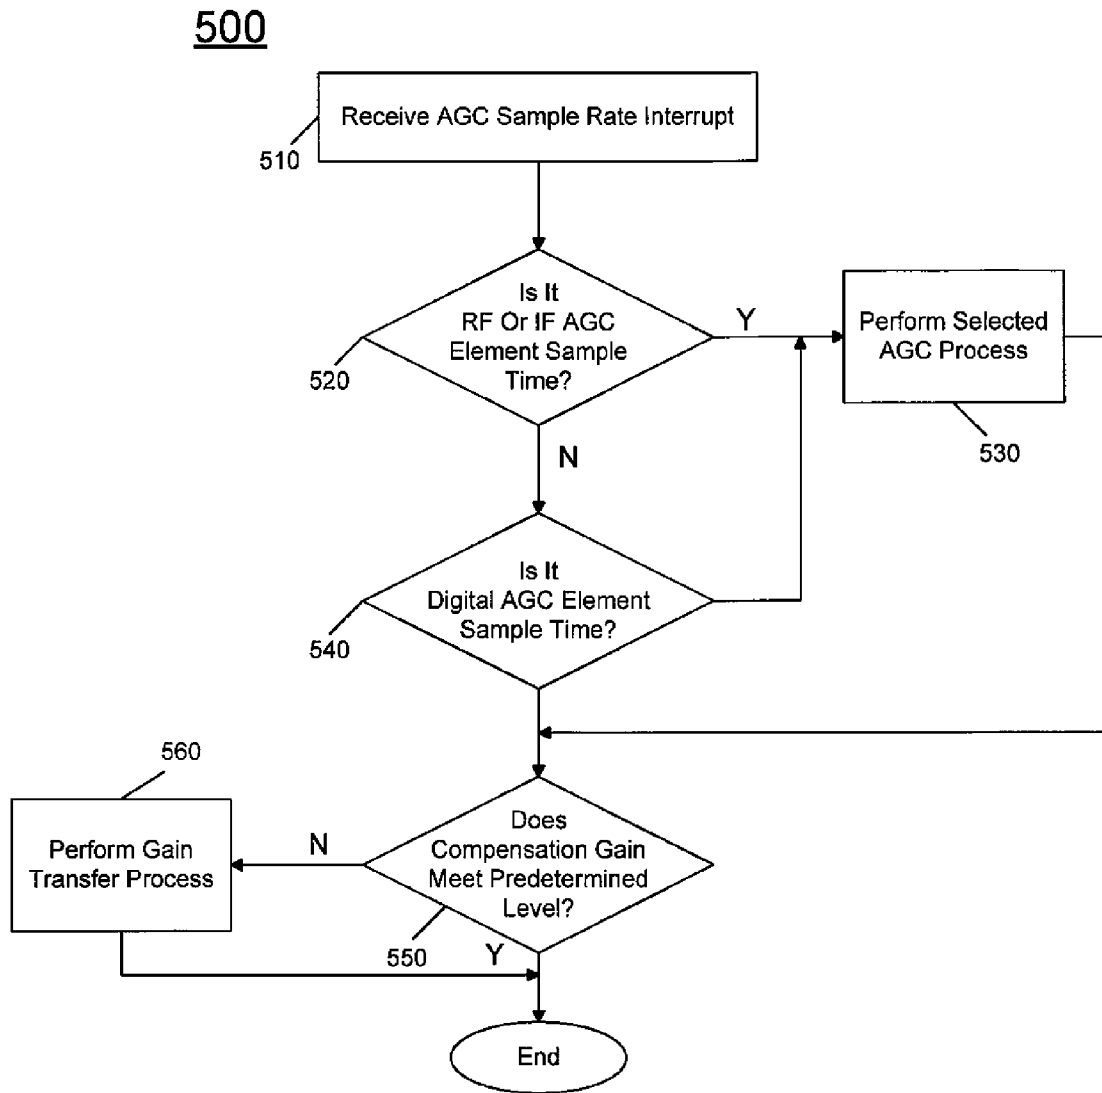 500
Receive AGC Sample Rate Interrupt
510
Is It
RF Or IF AGC
Element Sample
Time?
520
Y
Perform Selected
AGC Process
530
N
Is It
Digital AGC Element
Sample Time?
540
560
Perform Gain
Transfer Process
N
Does
Compensation Gain
Meet Predetermined
Level?
550
Y
End